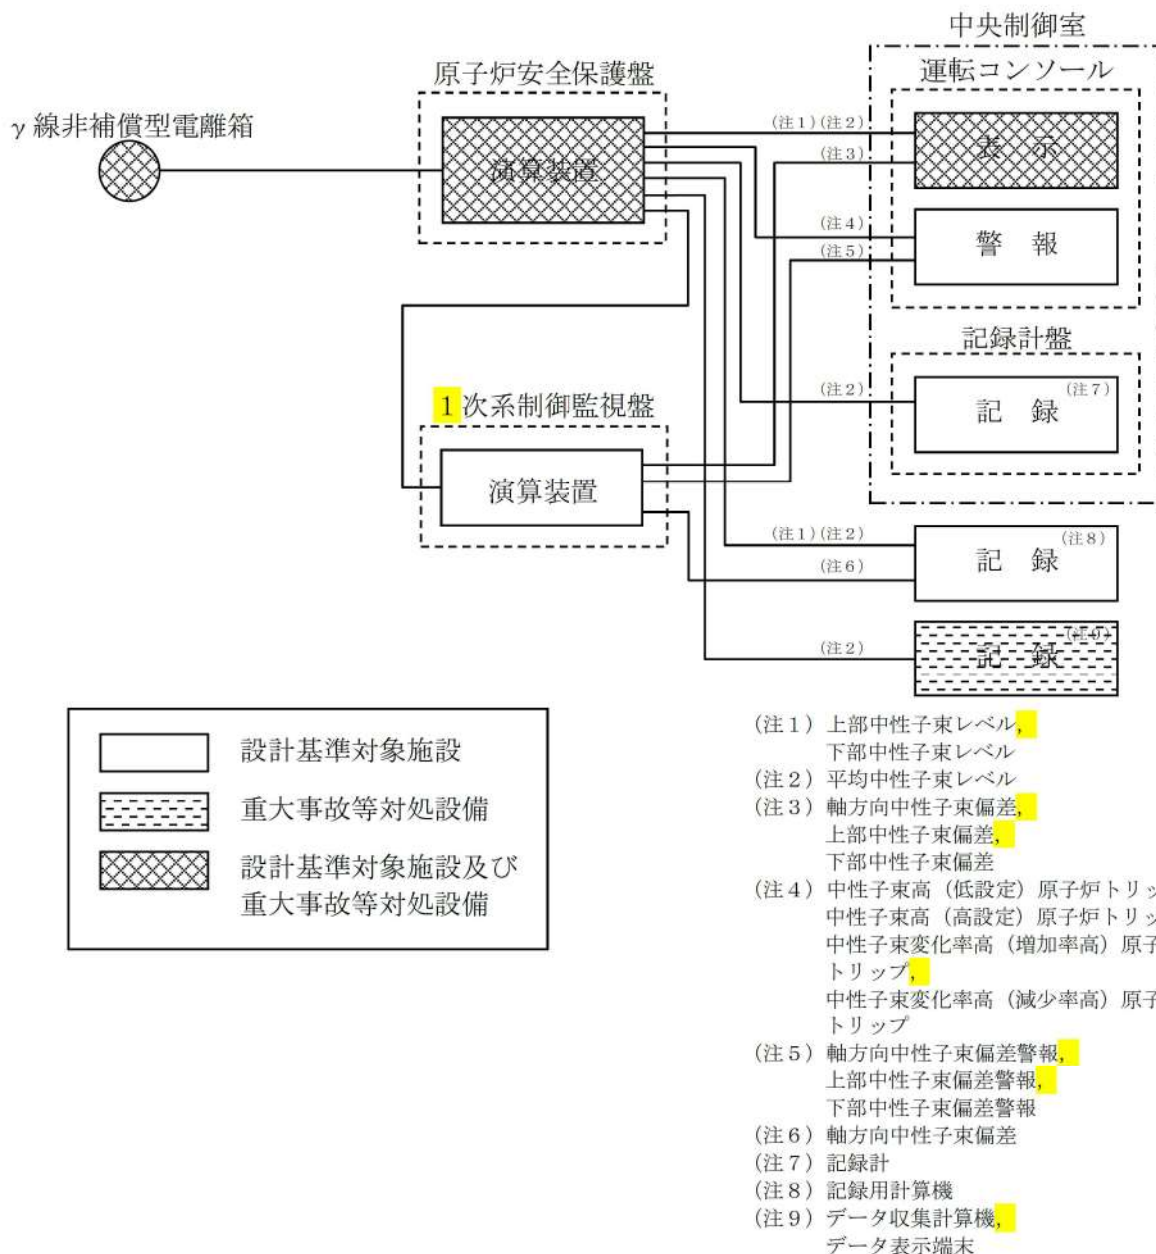 中央制御室
原子炉安全保護盤
運転コンソール
γ線非補償型電離箱
演算装置
(注1)(注2)
表 示
(注3)
(注4)
警 報
(注5)
記録計盤
1次系制御監視盤
(注2)
記 録
(注7)
演算装置
(注1)(注2)
記 録
(注8)
(注6)
(注2)
記 録
(注9)
設計基準対象施設
重大事故等対処設備
設計基準対象施設及び
重大事故等対処設備
(注1)上部中性子束レベル,
下部中性子束レベル
(注2)平均中性子束レベル
(注3)軸方向中性子束偏差,
上部中性子束偏差,
下部中性子束偏差
(注4)中性子束高(低設定)原子炉トリッ
中性子束高(高設定)原子炉トリッ
中性子束変化率高(増加率高)原子
トリップ,
中性子束変化率高(減少率高)原子
トリップ
(注5)軸方向中性子束偏差警報,
上部中性子束偏差警報,
下部中性子束偏差警報
(注6)軸方向中性子束偏差
(注7)記録計
(注8)記録用計算機
(注9)データ収集計算機,
データ表示端末